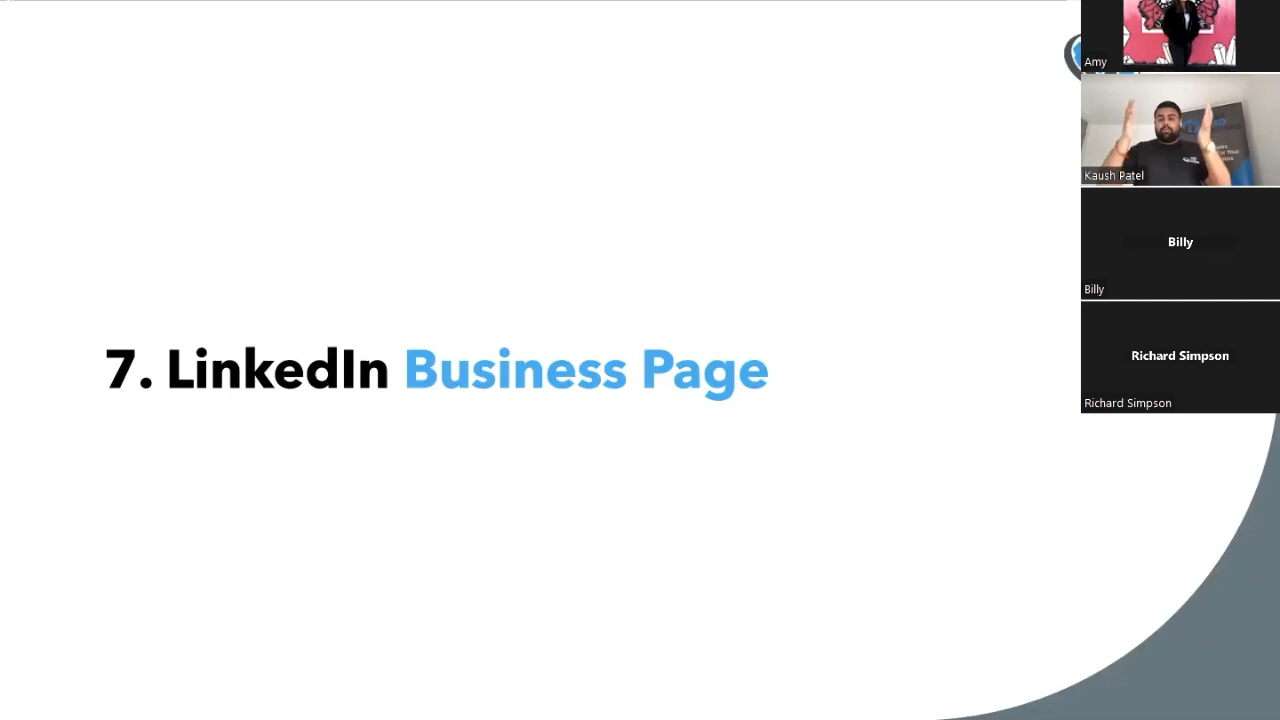 7. LinkedIn Business Page
Amy
Kaush Patel
Billy
Billy
Richard Simpson
Richard Simpson